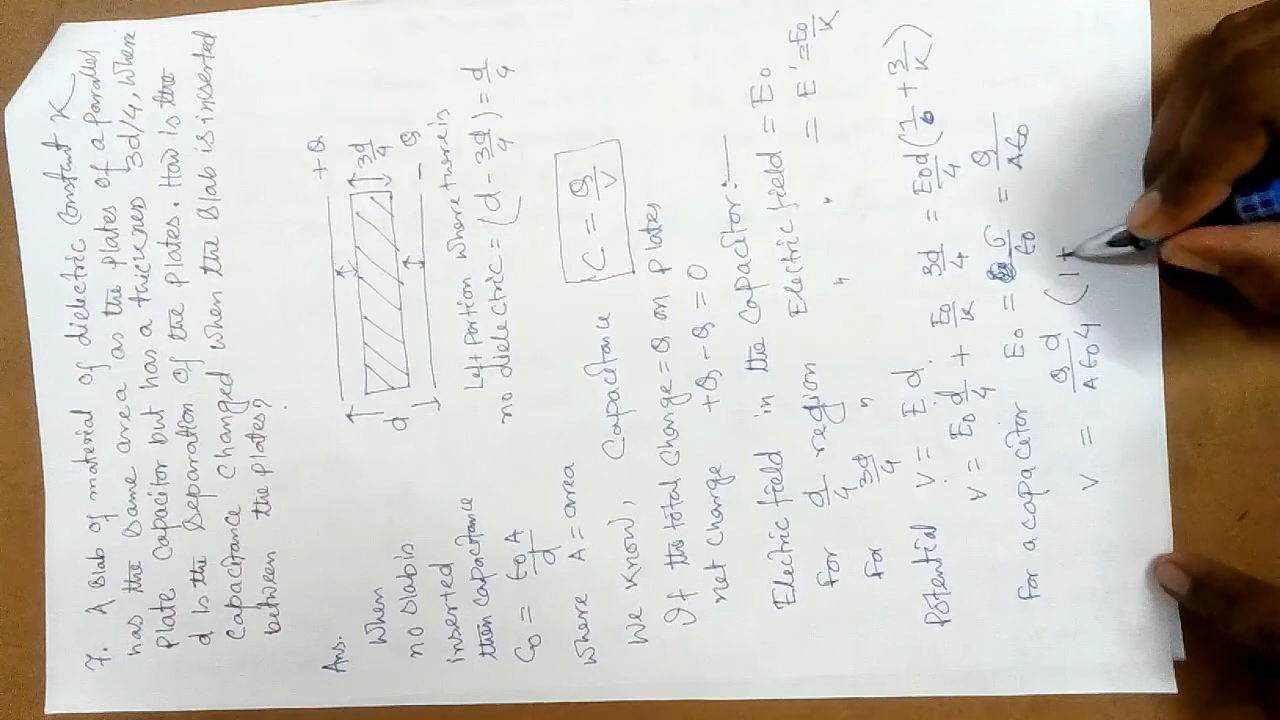 7. A slab of material of dielectric constant K
has the same area as the plates of a parallel
plate capacitor but has a thickness 3d/4, where
d is the separation of the plates. How is the
capacitance changed when the slab is inserted
between the plates?
Ans.
When
no slab is
inserted
then capacitance
C0 = ε0A/d
where A = area
+Q
d
3d/4
- Q
Left portion where there is
no dielectric = (d - 3d/4) = d/4
We know, Capacitance C = Q/V
If the total charge = Q on plates
net charge +Q - Q = 0
Electric field in the capacitor:-
For d/4 region Electric field = E0
For 3d/4 " " " = E' = E0/K
Potential V = E d.
V = E0 d/4 + E0/K 3d/4 = E0d/4 (1 + 3/K)
For a capacitor E0 = σ/ε0 = Q/Aε0
V = Q/Aε0 d/4 (1+